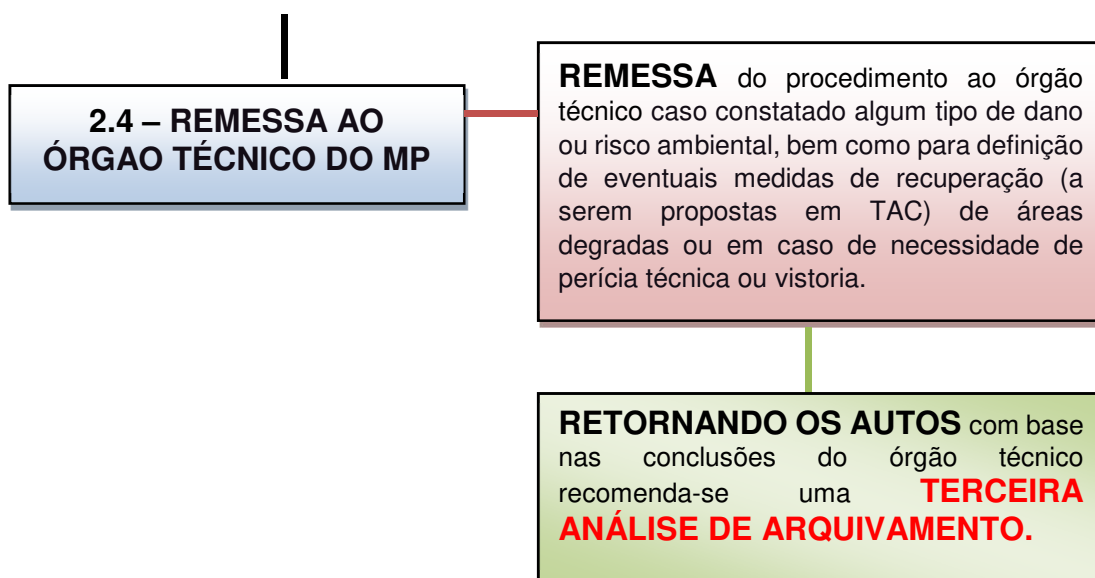 2.4 – REMESSA AO
ÓRGAO TÉCNICO DO MP
REMESSA do procedimento ao órgão
técnico caso constatado algum tipo de dano
ou risco ambiental, bem como para definição
de eventuais medidas de recuperação (a
serem propostas em TAC) de áreas
degradas ou em caso de necessidade de
perícia técnica ou vistoria.
RETORNANDO OS AUTOS com base
nas conclusões do órgão técnico
recomenda-se uma TERCEIRA
ANÁLISE DE ARQUIVAMENTO.